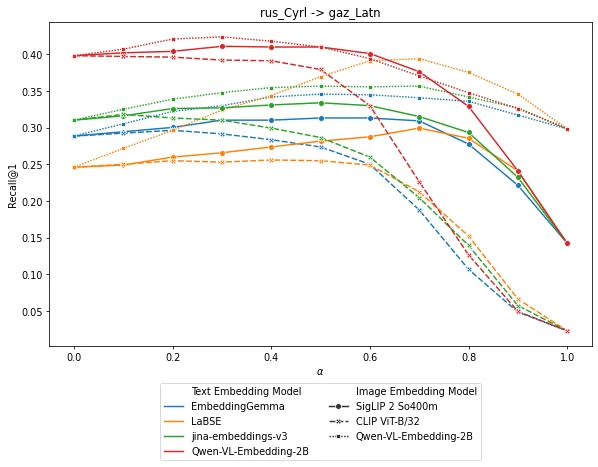 rus_Cyrl -> gaz_Latn
Recall@1
0.40
0.35
0.30
0.25
0.20
0.15
0.10
0.05
0.0
0.2
0.4
0.6
0.8
1.0
α
Text Embedding Model
EmbeddingGemma
LaBSE
jina-embeddings-v3
Qwen-VL-Embedding-2B
Image Embedding Model
SigLIP 2 So400m
CLIP ViT-B/32
Qwen-VL-Embedding-2B